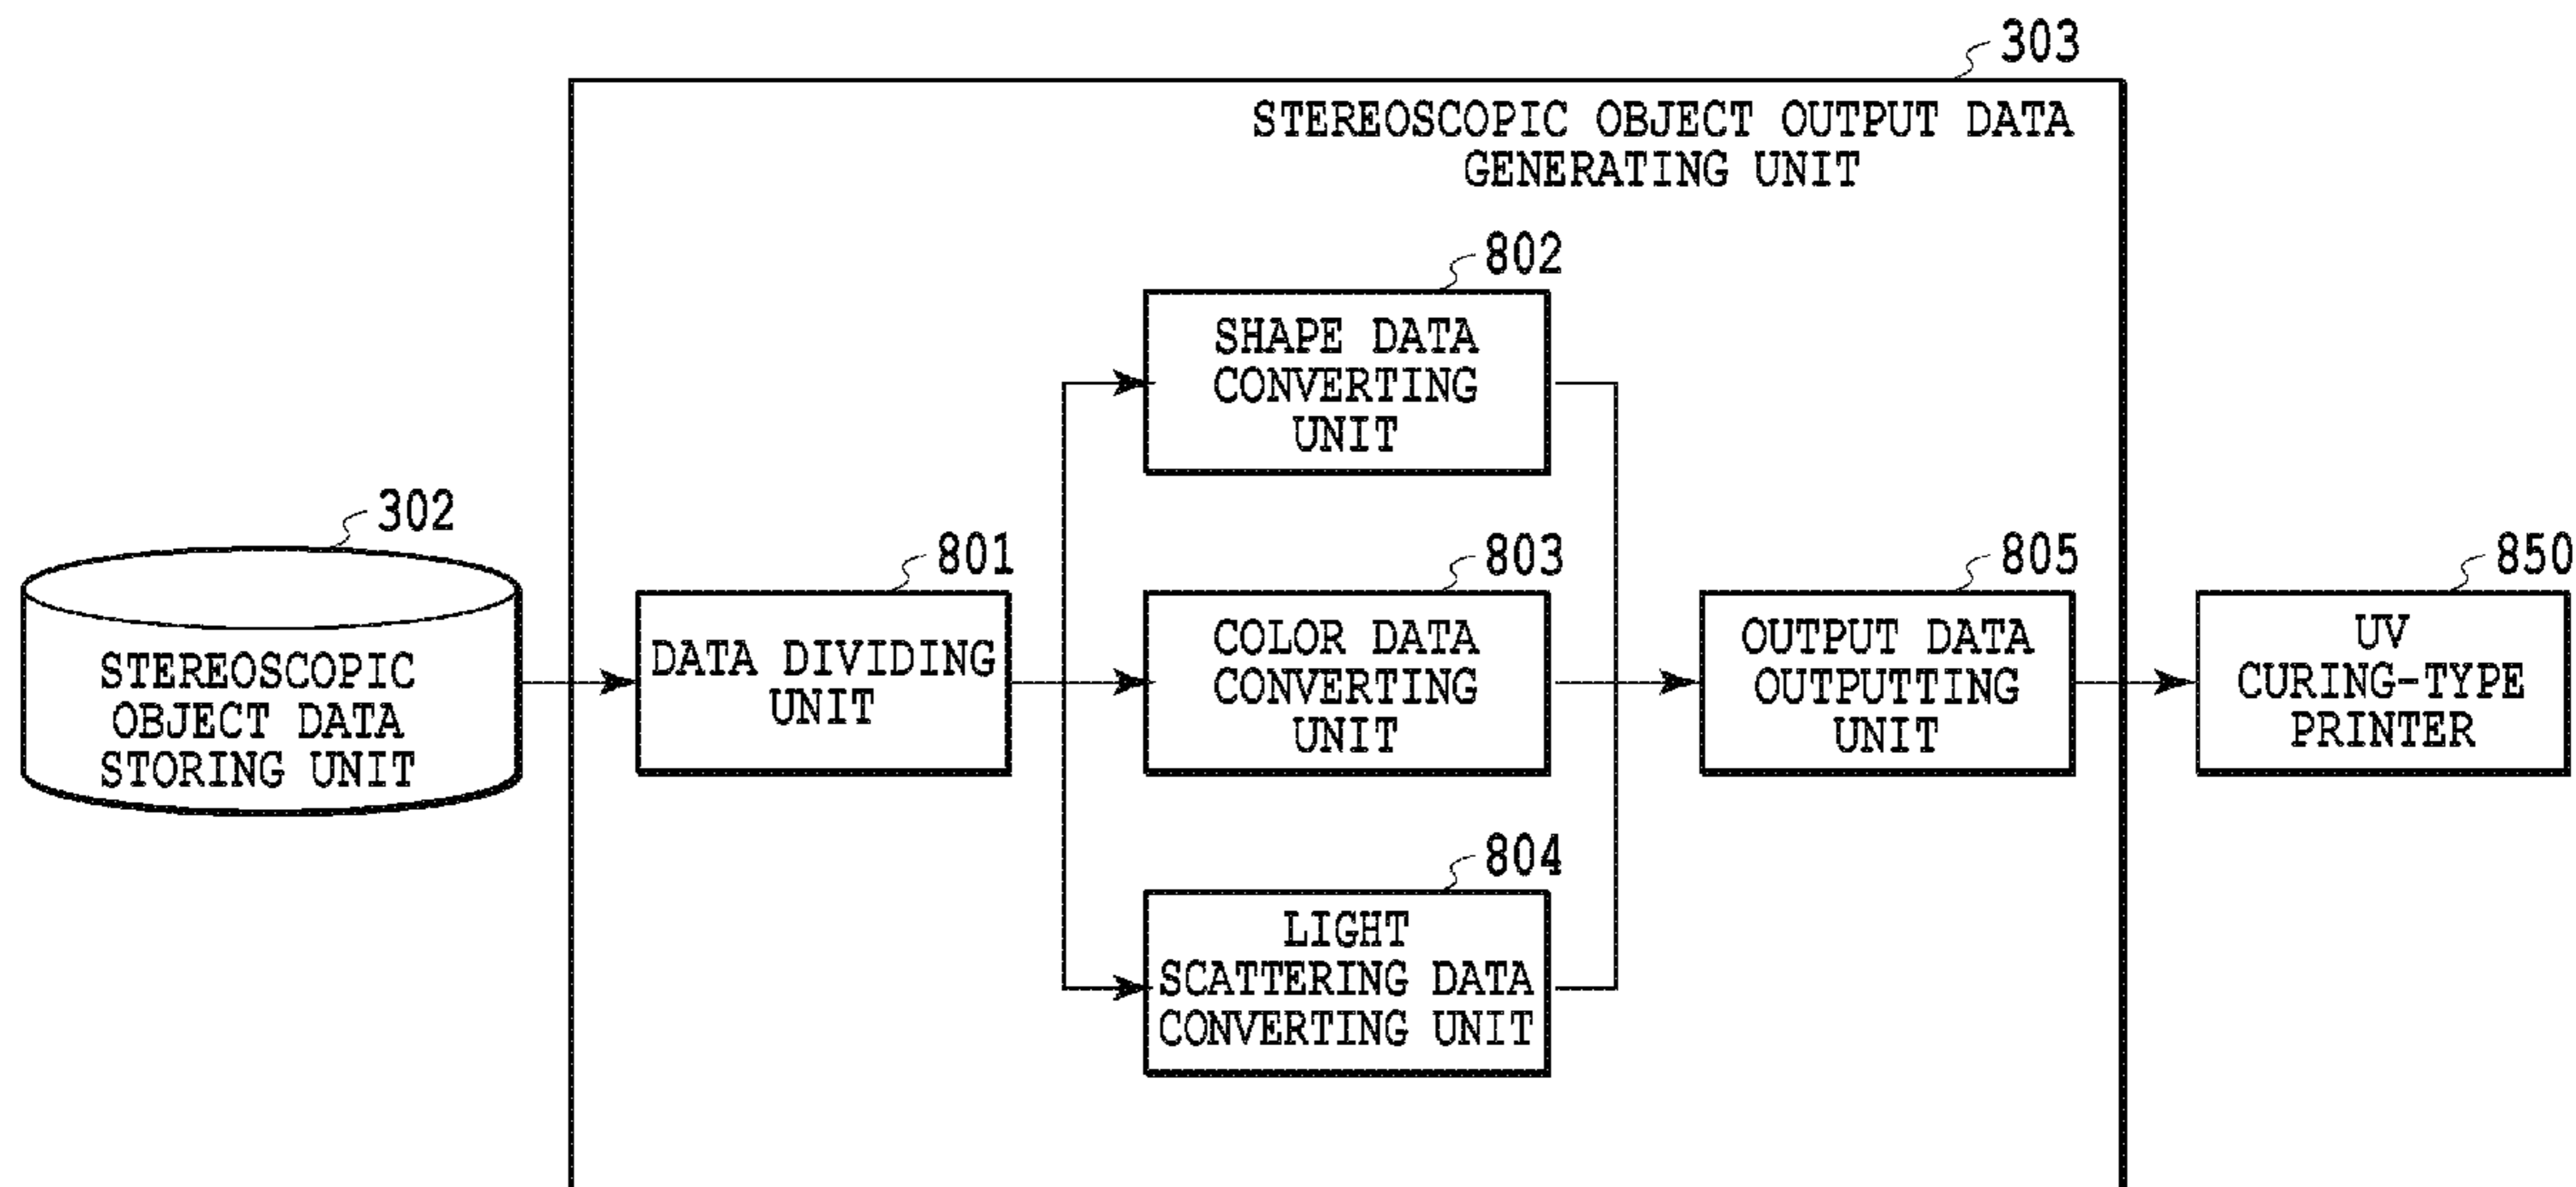 303
STEREOSCOPIC OBJECT OUTPUT DATA
GENERATING UNIT
802
SHAPE DATA
CONVERTING
UNIT
302
STEREOSCOPIC
OBJECT DATA
STORING UNIT
801
DATA DIVIDING
UNIT
803
COLOR DATA
CONVERTING
UNIT
805
OUTPUT DATA
OUTPUTTING
UNIT
850
UV
CURING-TYPE
PRINTER
804
LIGHT
SCATTERING DATA
CONVERTING UNIT